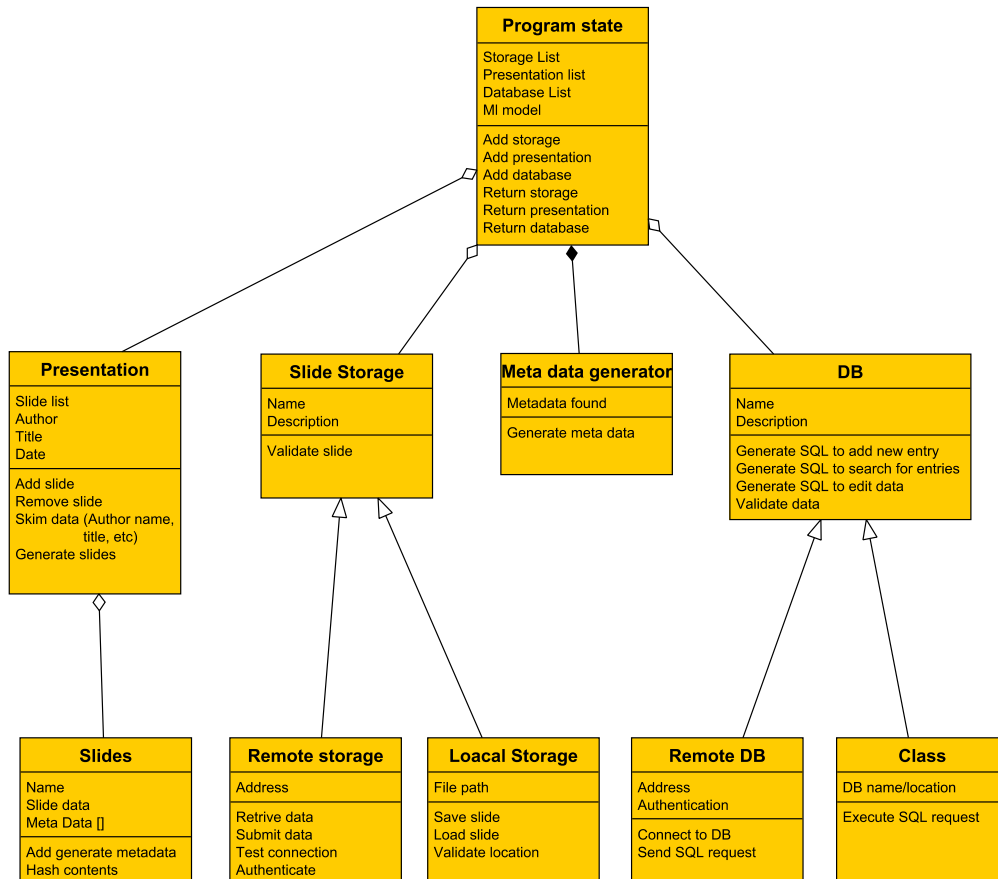 Program state
Storage List
Presentation list
Database List
Ml model
Add storage
Add presentation
Add database
Return storage
Return presentation
Return database
Presentation
Slide list
Author
Title
Date
Add slide
Remove slide
Skim data (Author name,
title, etc)
Generate slides
Slide Storage
Name
Description
Validate slide
Meta data generator
Metadata found
Generate meta data
DB
Name
Description
Generate SQL to add new entry
Generate SQL to search for entries
Generate SQL to edit data
Validate data
Slides
Name
Slide data
Meta Data []
Add generate metadata
Hash contents
Remote storage
Address
Retrive data
Submit data
Test connection
Authenticate
Loacal Storage
File path
Save slide
Load slide
Validate location
Remote DB
Address
Authentication
Connect to DB
Send SQL request
Class
DB name/location
Execute SQL request